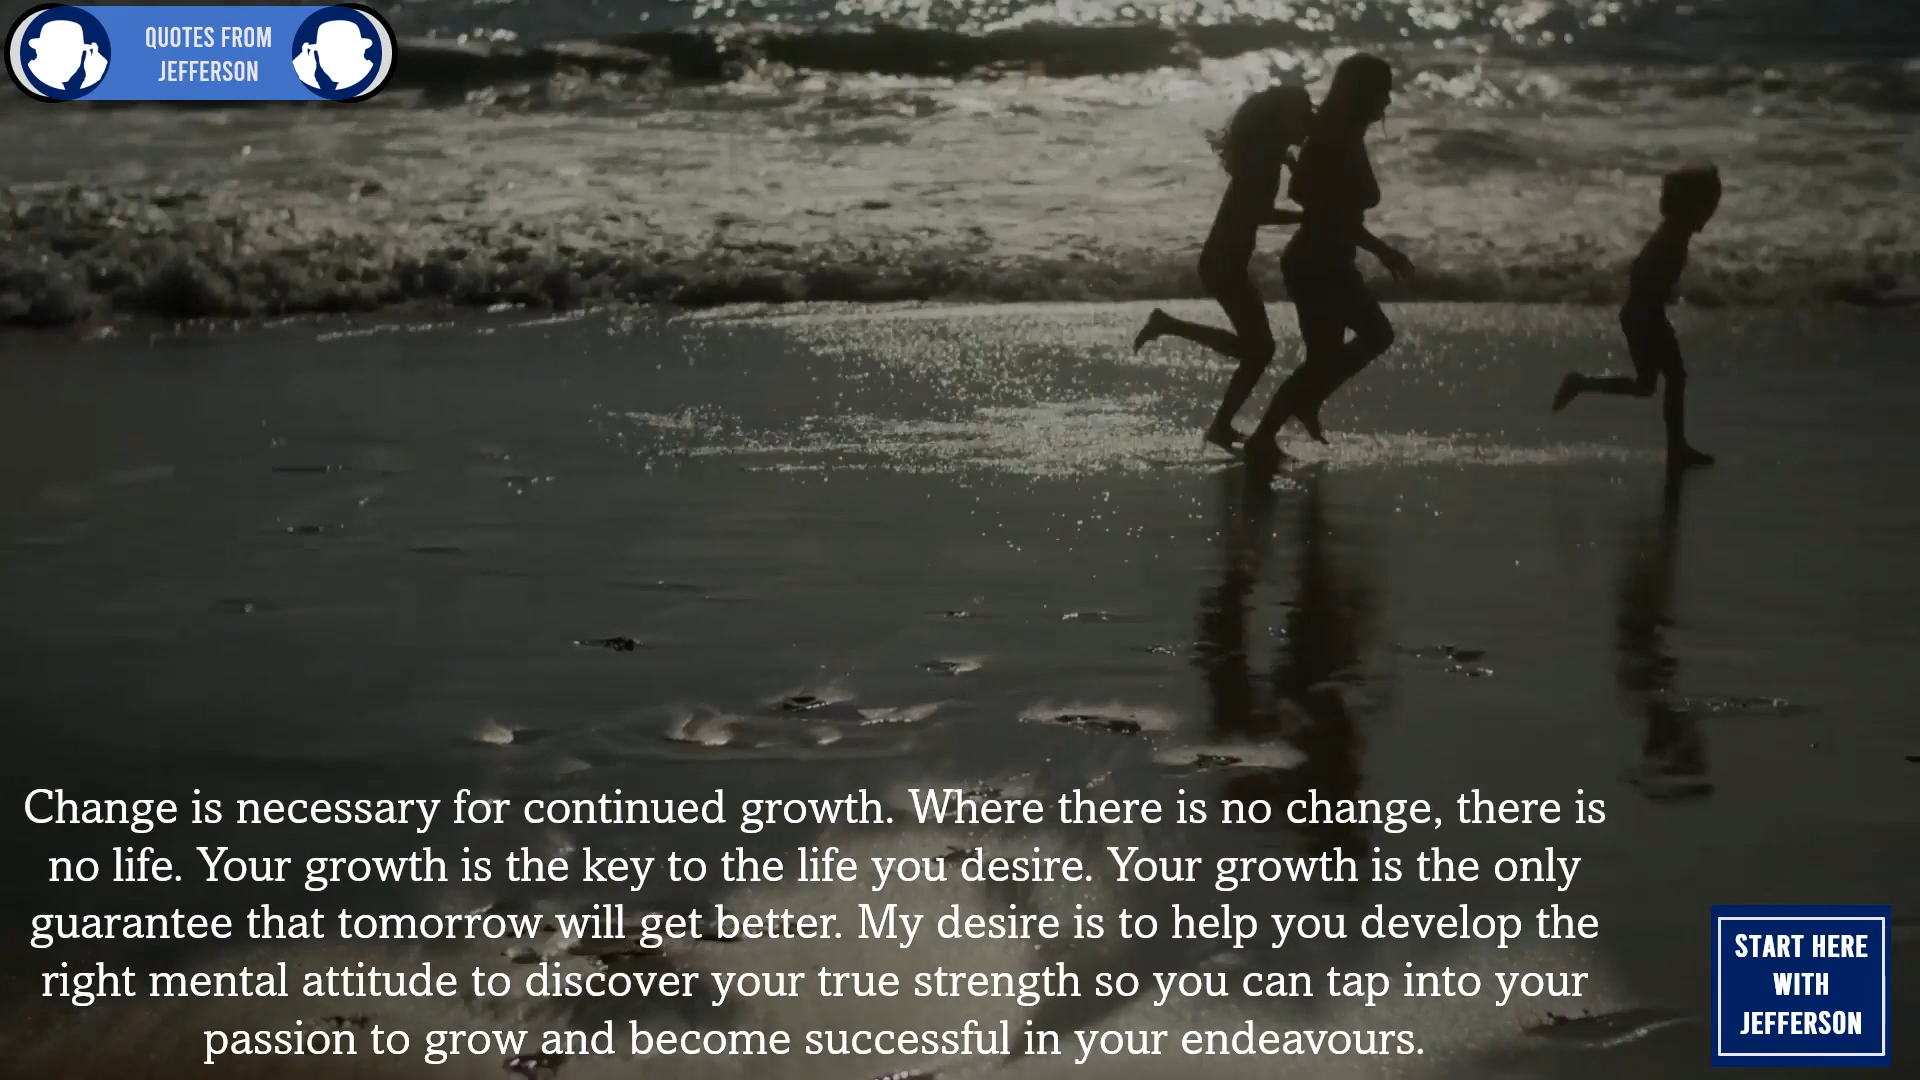 QUOTES FROM
JEFFERSON
Change is necessary for continued growth. Where there is no change, there is
no life. Your growth is the key to the life you desire. Your growth is the only
guarantee that tomorrow will get better. My desire is to help you develop the
right mental attitude to discover your true strength so you can tap into your
passion to grow and become successful in your endeavours.
START HERE
WITH
JEFFERSON